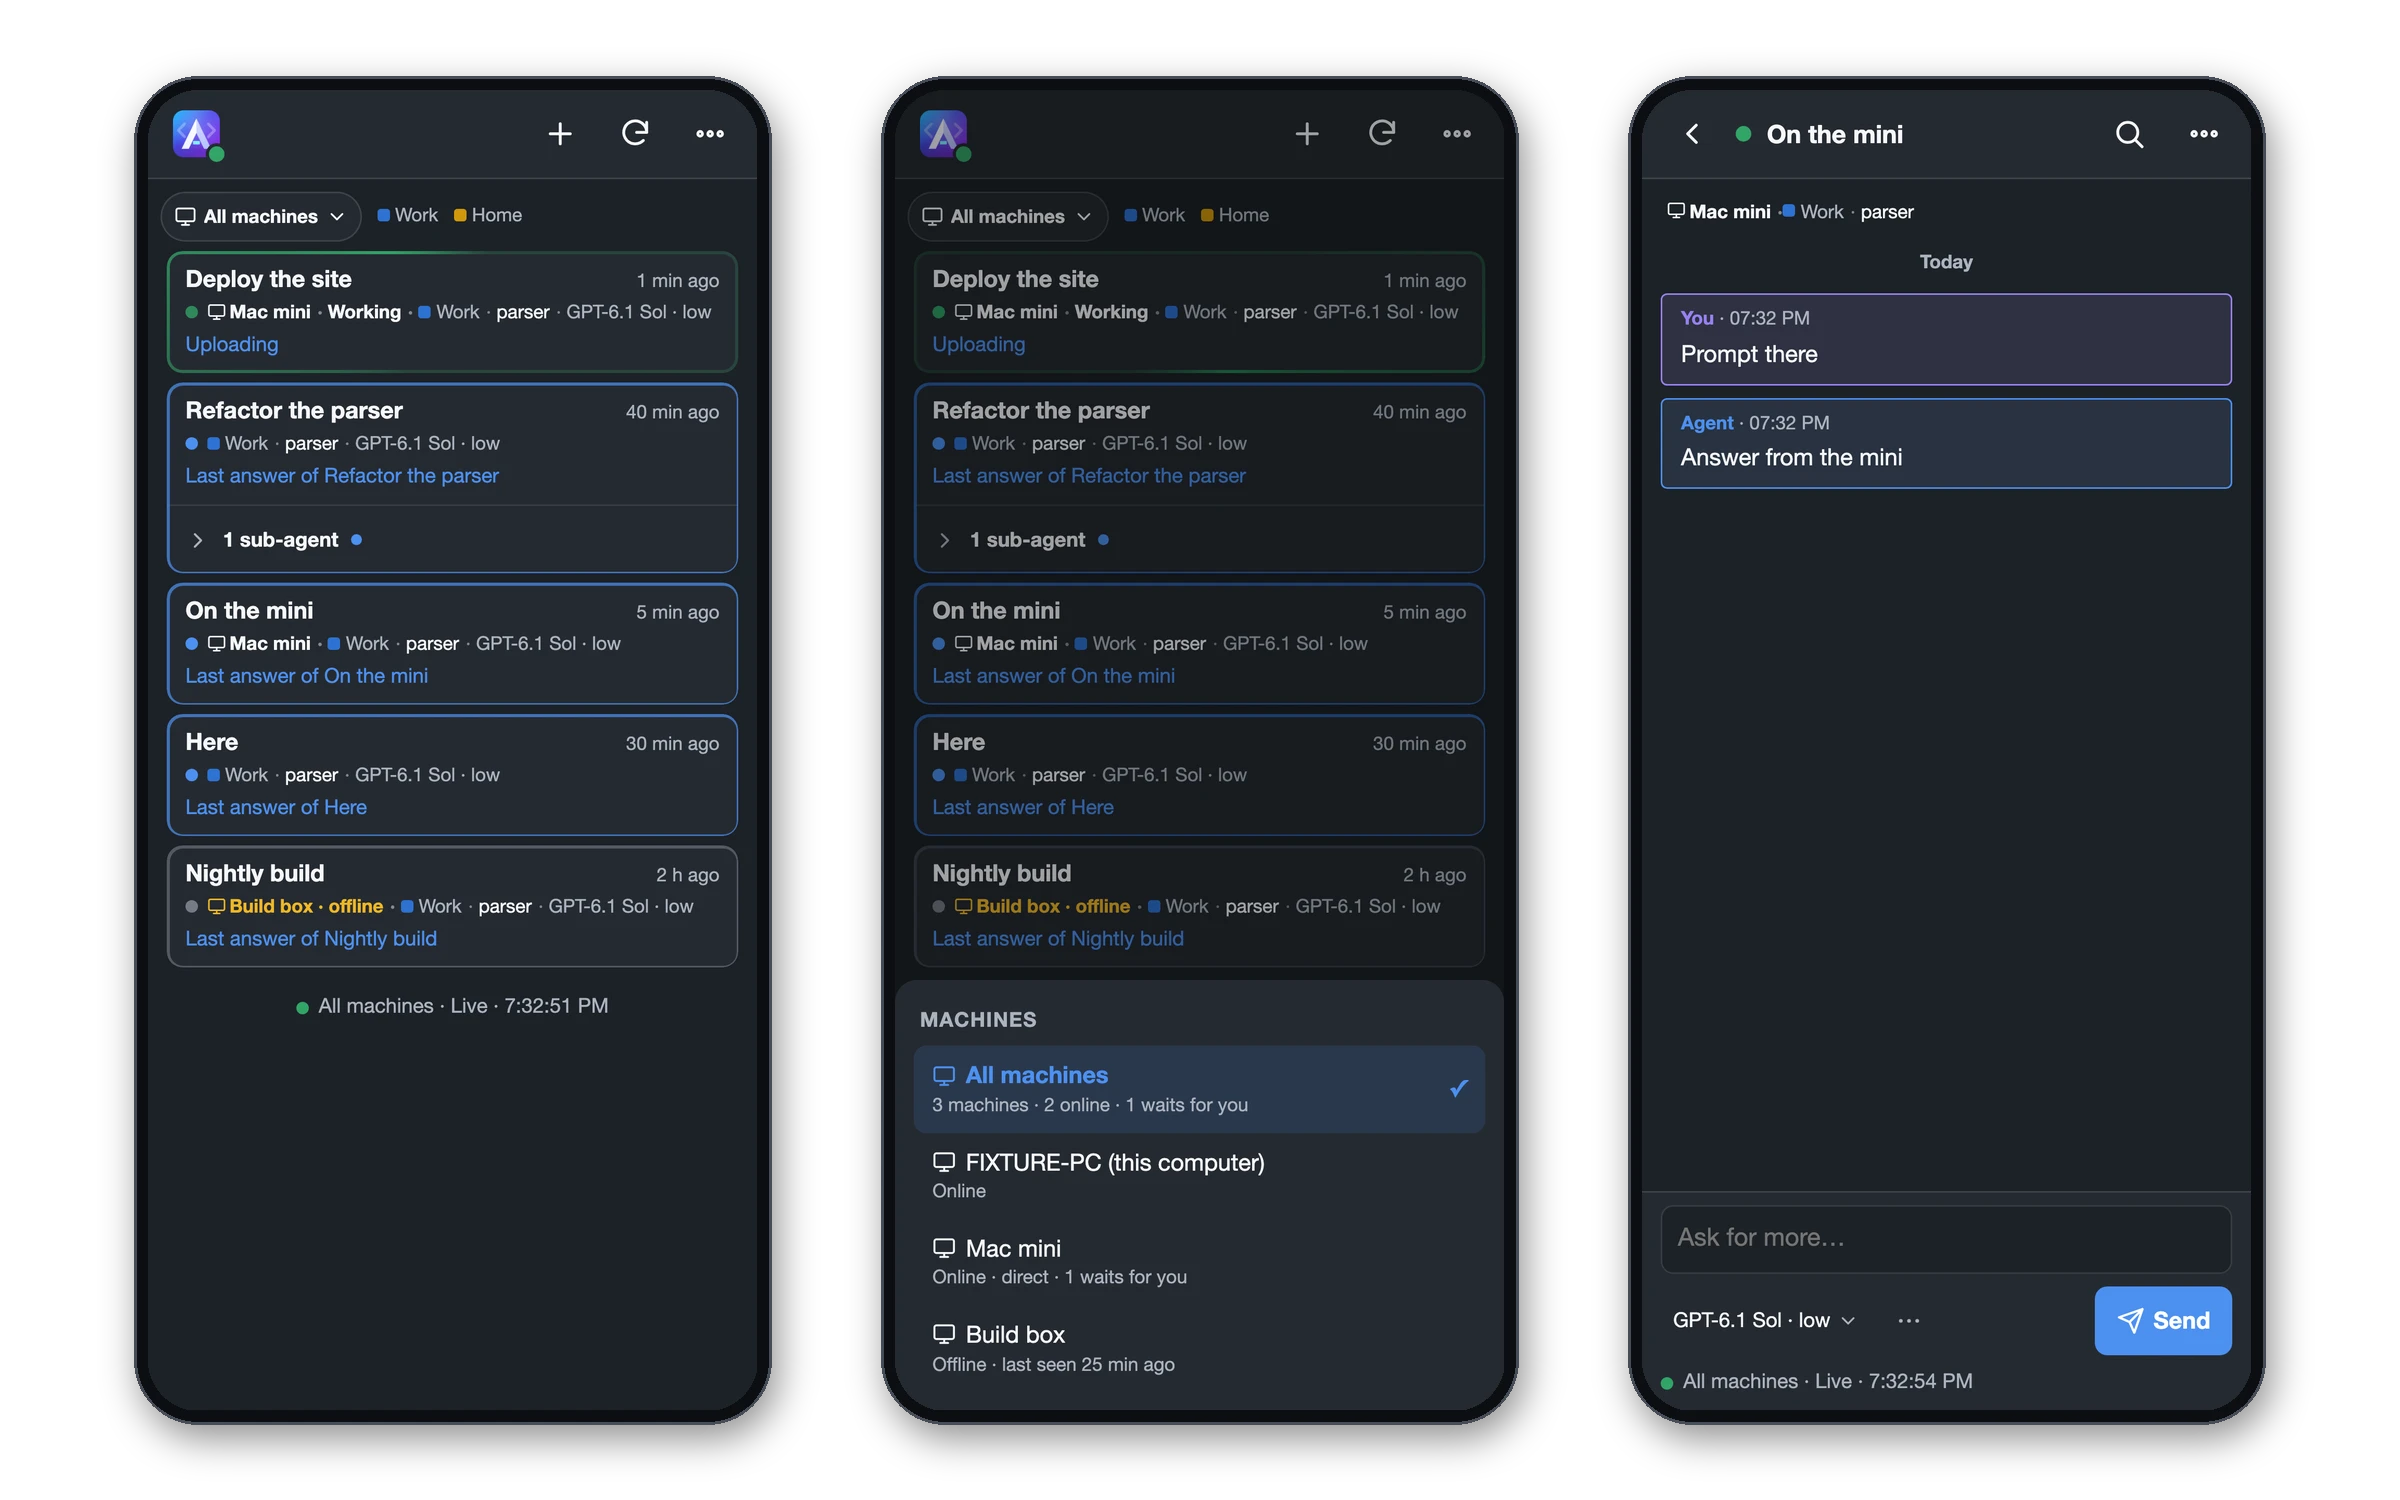 All machines Work Home
Deploy the site 1 min ago
Mac mini · Working · Work · parser · GPT-6.1 Sol · low
Uploading
Refactor the parser 40 min ago
Work · parser · GPT-6.1 Sol · low
Last answer of Refactor the parser
1 sub-agent
On the mini 5 min ago
Mac mini · Work · parser · GPT-6.1 Sol · low
Last answer of On the mini
Here 30 min ago
Work · parser · GPT-6.1 Sol · low
Last answer of Here
Nightly build 2 h ago
Build box · offline · Work · parser · GPT-6.1 Sol · low
Last answer of Nightly build
All machines · Live · 7:32:51 PM
All machines Work Home
Deploy the site 1 min ago
Mac mini · Working · Work · parser · GPT-6.1 Sol · low
Uploading
Refactor the parser 40 min ago
Work · parser · GPT-6.1 Sol · low
Last answer of Refactor the parser
1 sub-agent
On the mini 5 min ago
Mac mini · Work · parser · GPT-6.1 Sol · low
Last answer of On the mini
Here 30 min ago
Work · parser · GPT-6.1 Sol · low
Last answer of Here
Nightly build 2 h ago
Build box · offline · Work · parser · GPT-6.1 Sol · low
Last answer of Nightly build
MACHINES
All machines
3 machines · 2 online · 1 waits for you
FIXTURE-PC (this computer)
Online
Mac mini
Online · direct · 1 waits for you
Build box
Offline · last seen 25 min ago
On the mini
Mac mini · Work · parser
Today
You · 07:32 PM
Prompt there
Agent · 07:32 PM
Answer from the mini
Ask for more…
GPT-6.1 Sol · low ··· Send
All machines · Live · 7:32:54 PM